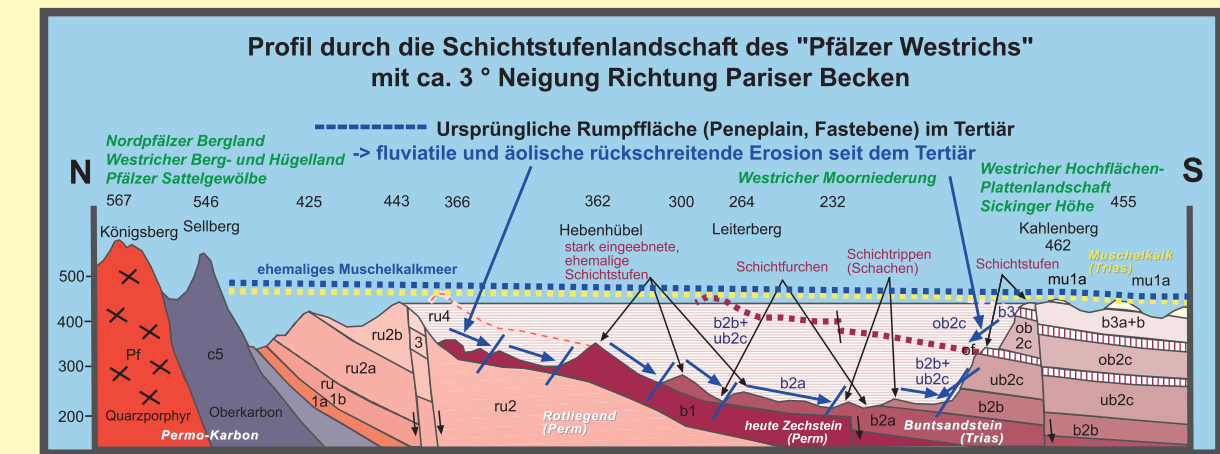 Profil durch die Schichtstufenlandschaft des "Pfälzer Westrichs"
mit ca. 3 ° Neigung Richtung Pariser Becken
Ursprüngliche Rumpffläche (Peneplain, Fastebene) im Tertiär
-> fluviatile und äolische rückschreitende Erosion seit dem Tertiär
Nordpfälzer Bergland
Westricher Berg- und Hügelland
Pfälzer Sattelgewölbe
Westricher Moorniederung
Westricher Hochflächen-
Plattenlandschaft
Sickinger Höhe
N
S
567
546
425
443
366
362
300
264
232
455
Königsberg
Sellberg
Hebenhübel
Leiterberg
Kahlenberg
462
stark eingeebnete,
ehemalige
Schichtstufen
Schichtfurchen
Schichtrippen
(Schachen)
Schichtstufen
Muschelkalk
(Trias)
ehemaliges Muschelkalkmeer
mu1a
mu1a
500
400
300
200
ru4
ru2b
3
ru2a
ru
1a
1b
c5
Pf
Quarzporphyr
Oberkarbon
Permo-Karbon
ru2
Rotliegend
(Perm)
b1
heute Zechstein
(Perm)
b2+
ub2c
b2a
ob2c
b2+
ub2c
b2a
Buntsandstein
(Trias)
b3
of
ob
2c
ub2c
b2b
b3a+b
ob2c
ub2c
b2b